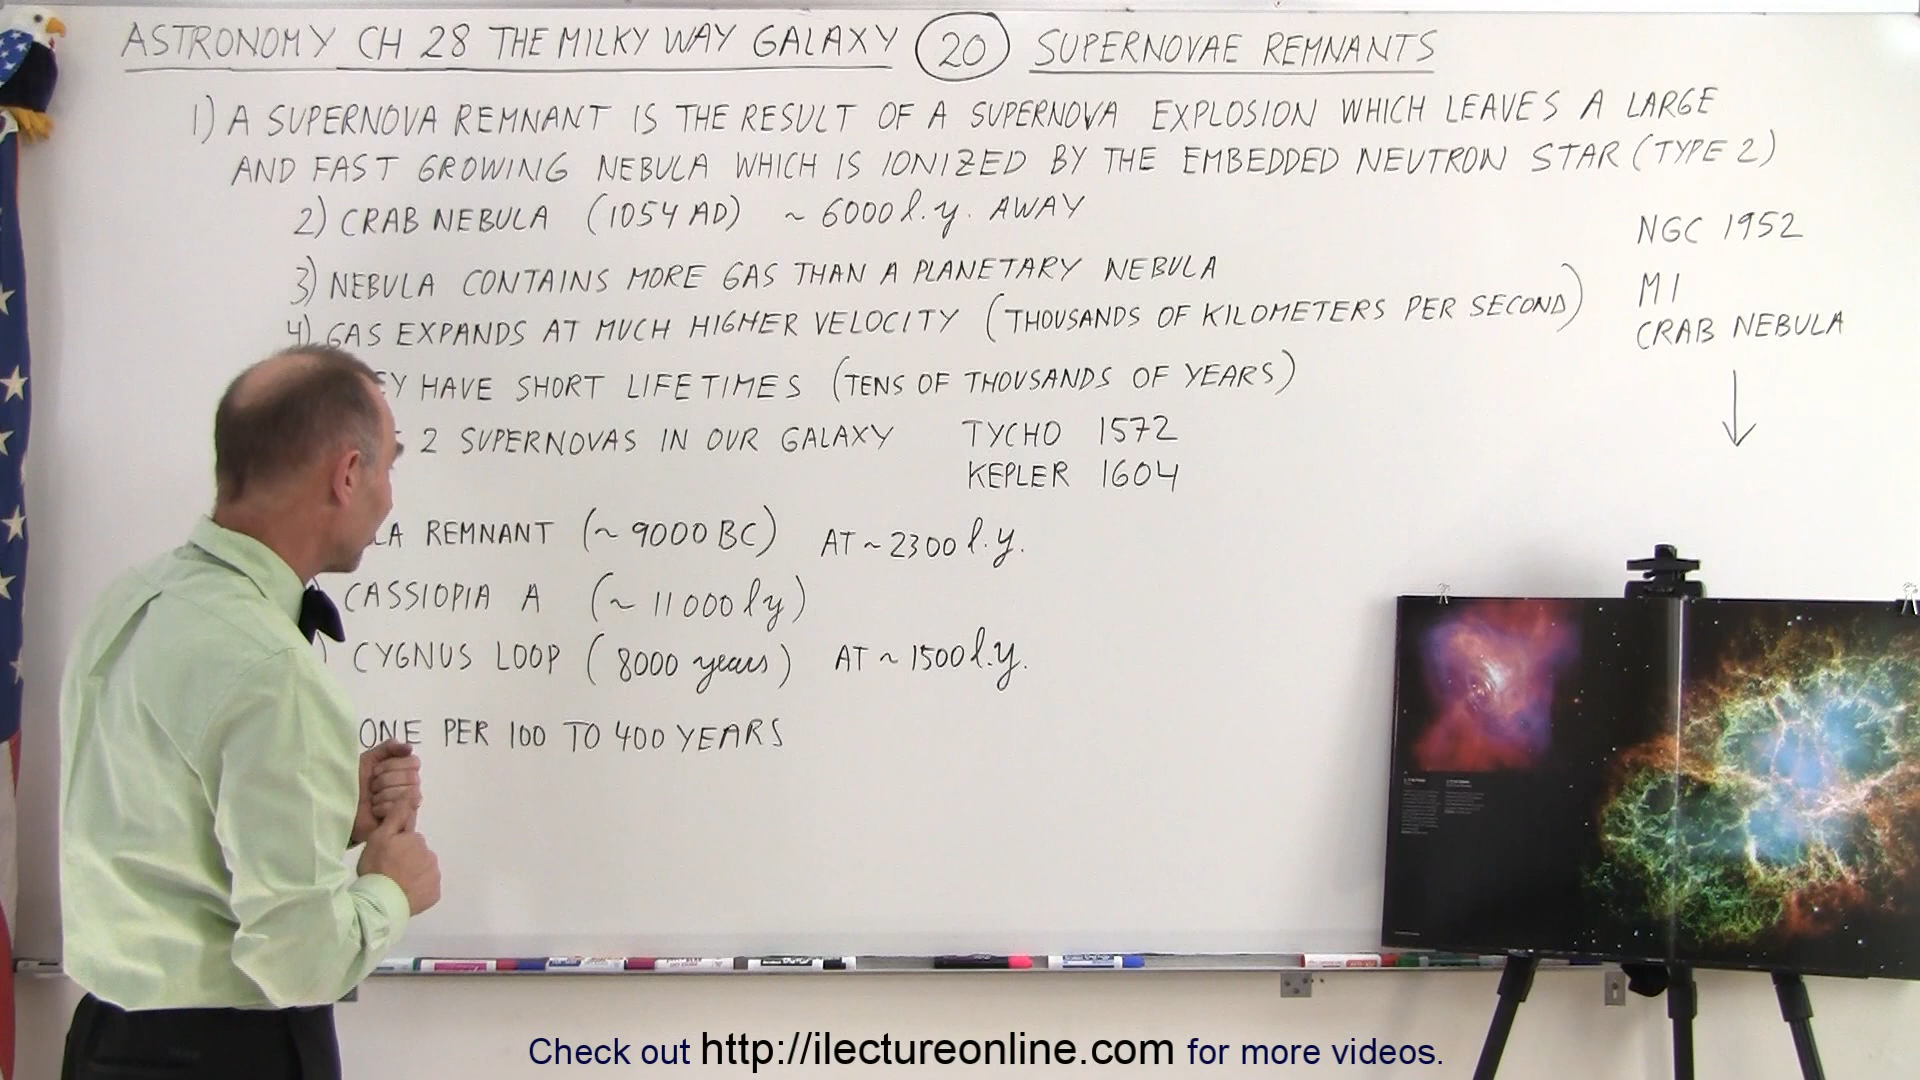 ASTRONOMY CH 28 THE MILKY WAY GALAXY 20 SUPERNOVAE REMNANTS
1) A SUPERNOVA REMNANT IS THE RESULT OF A SUPERNOVA EXPLOSION WHICH LEAVES A LARGE
AND FAST GROWING NEBULA WHICH IS IONIZED BY THE EMBEDDED NEUTRON STAR (TYPE 2)
2) CRAB NEBULA (1054 AD) ~ 6000 l.y. AWAY
3) NEBULA CONTAINS MORE GAS THAN A PLANETARY NEBULA
4) GAS EXPANDS AT MUCH HIGHER VELOCITY (THOUSANDS OF KILOMETERS PER SECOND)
EY HAVE SHORT LIFETIMES (TENS OF THOUSANDS OF YEARS)
2 SUPERNOVAS IN OUR GALAXY TYCHO 1572
KEPLER 1604
LA REMNANT (~ 9000 BC) AT ~ 2300 l.y.
) CASSIOPIA A (~ 11000 ly)
) CYGNUS LOOP (8000 years) AT ~ 1500 l.y.
ONE PER 100 TO 400 YEARS
NGC 1952
M1
CRAB NEBULA
Check out http://ilectureonline.com for more videos.